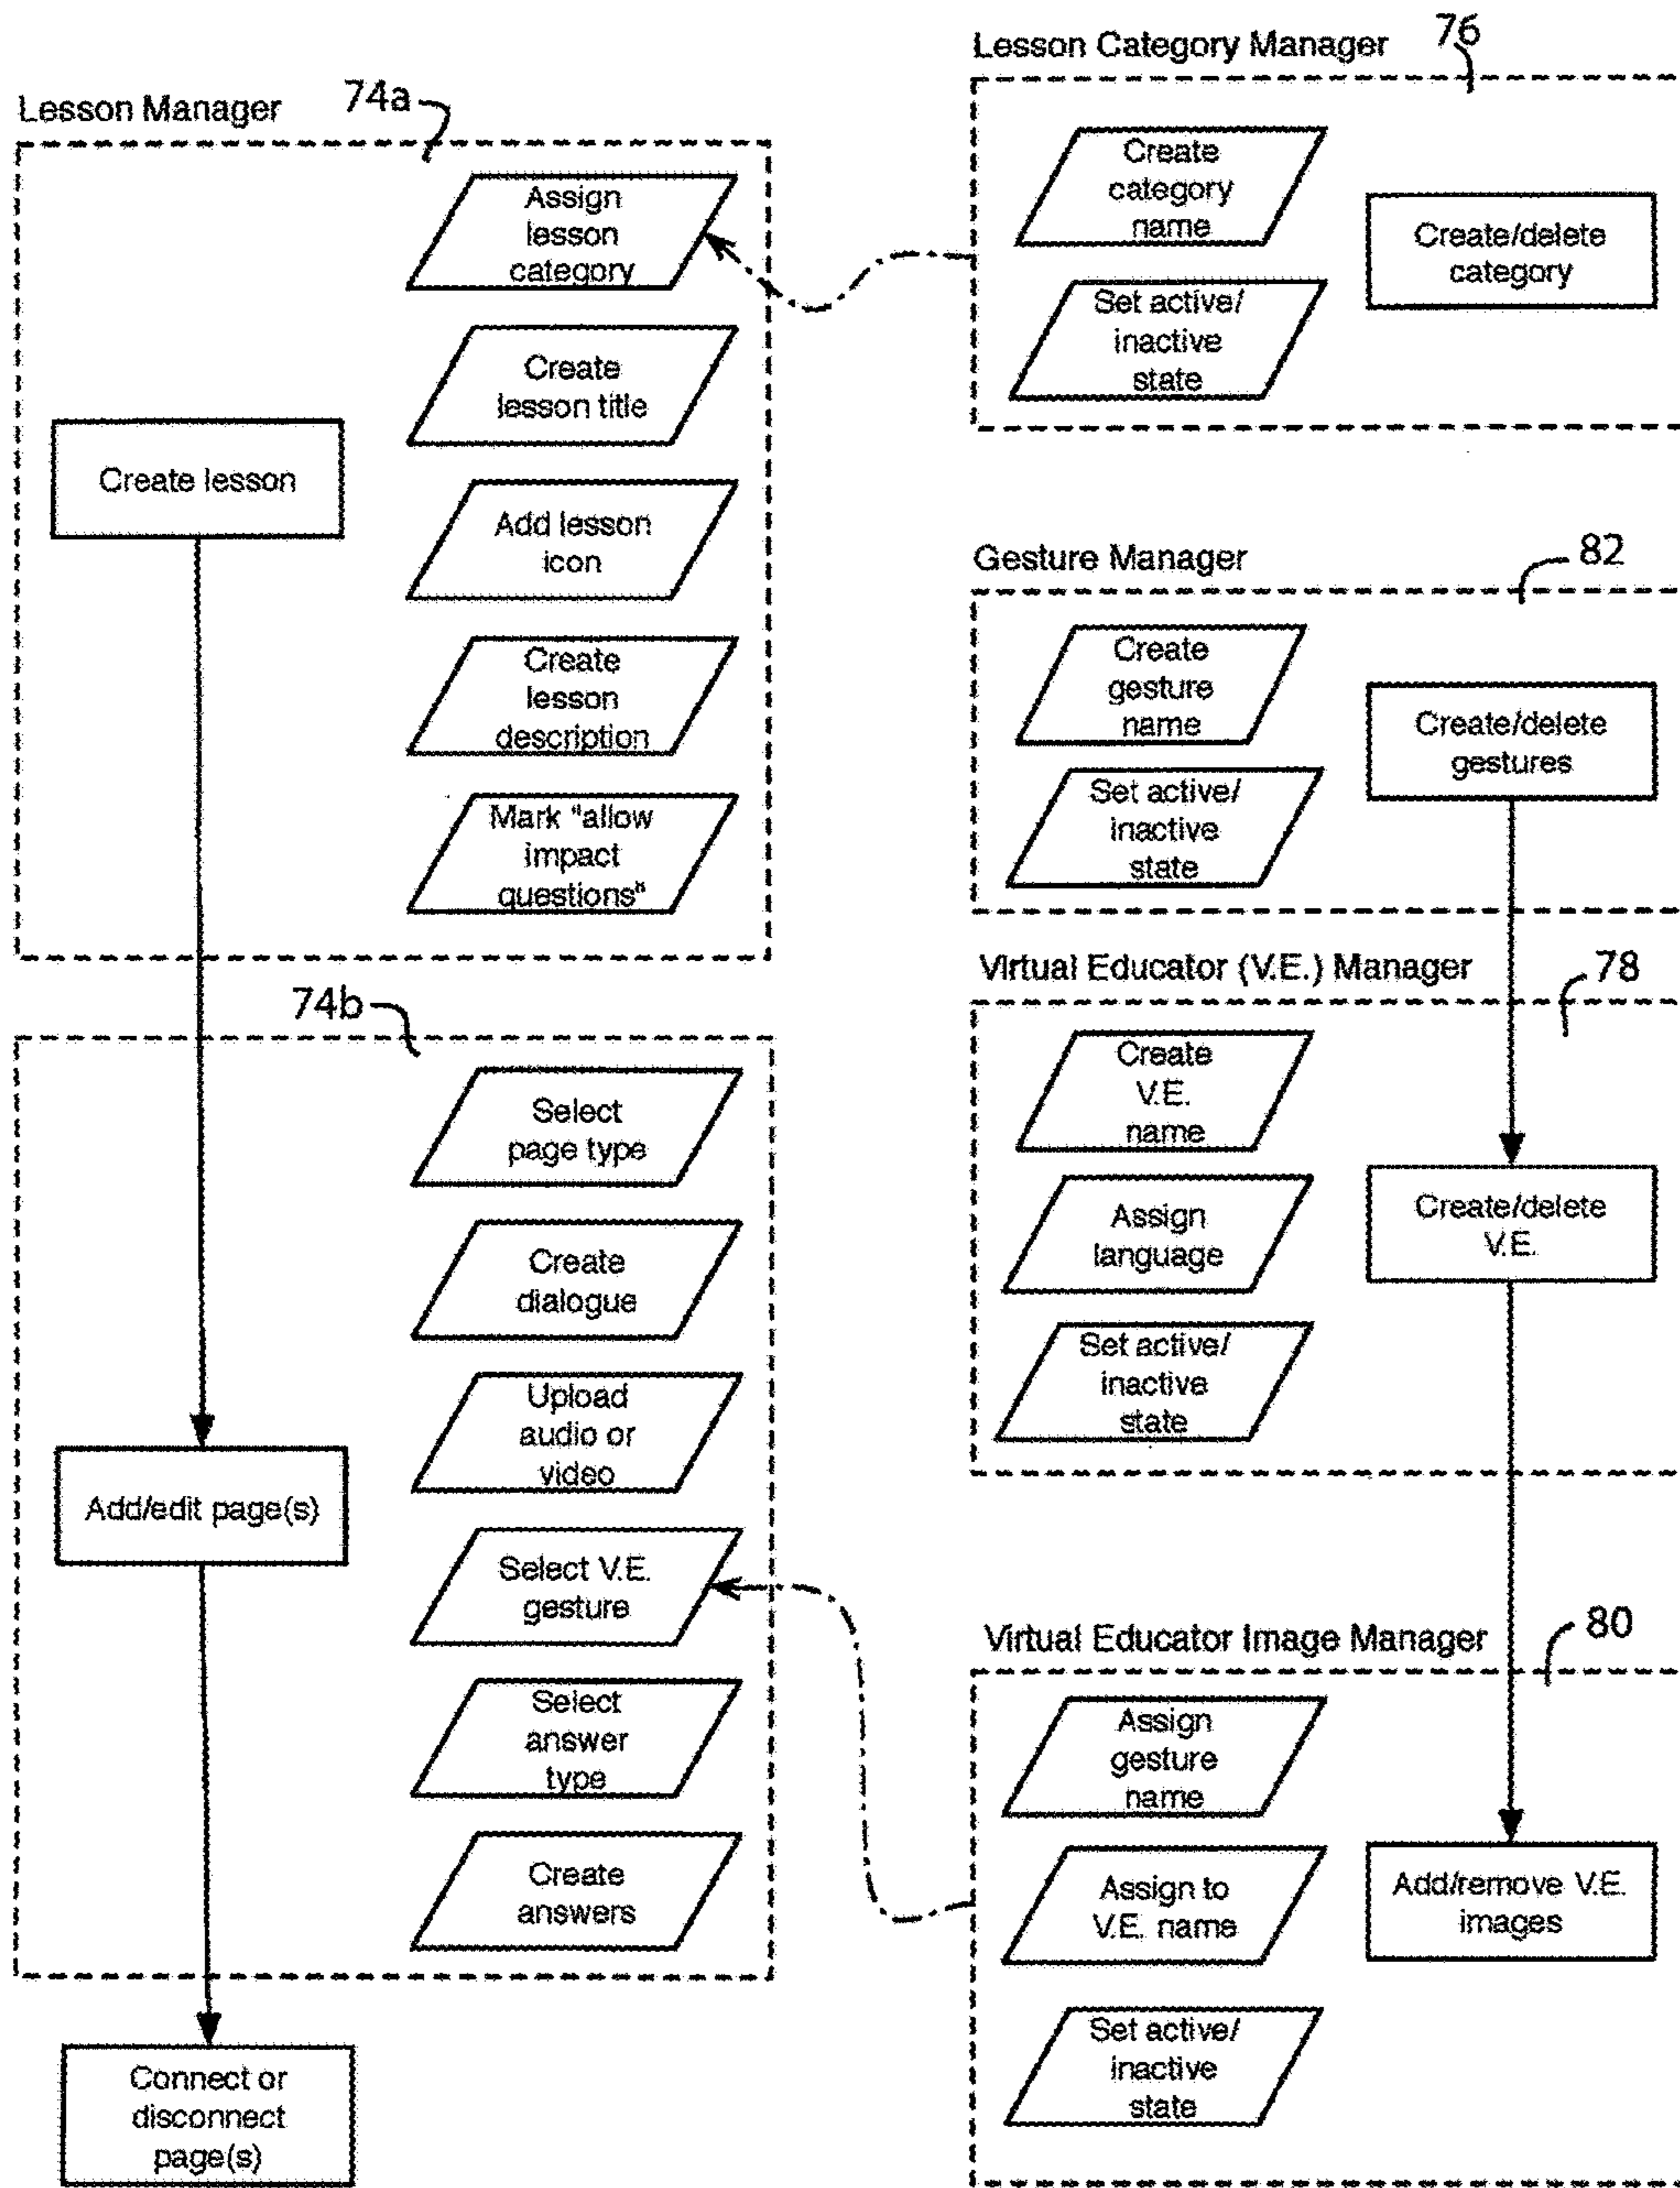 Lesson Manager
74a
Assign
lesson
category
Create
lesson title
Create lesson
Add lesson
icon
Create
lesson
description
Mark "allow
impact
questions"
74b
Select
page type
Create
dialogue
Upload
audio or
video
Add/edit page(s)
Select V.E.
gesture
Select
answer
type
Create
answers
Connect or
disconnect
page(s)
Lesson Category Manager
76
Create
category
name
Create/delete
category
Set active/
inactive
state
Gesture Manager
82
Create
gesture
name
Create/delete
gestures
Set active/
inactive
state
Virtual Educator (V.E.) Manager
78
Create
V.E.
name
Assign
language
Create/delete
V.E.
Set active/
inactive
state
Virtual Educator Image Manager
80
Assign
gesture
name
Assign to
V.E. name
Add/remove V.E.
images
Set active/
inactive
state